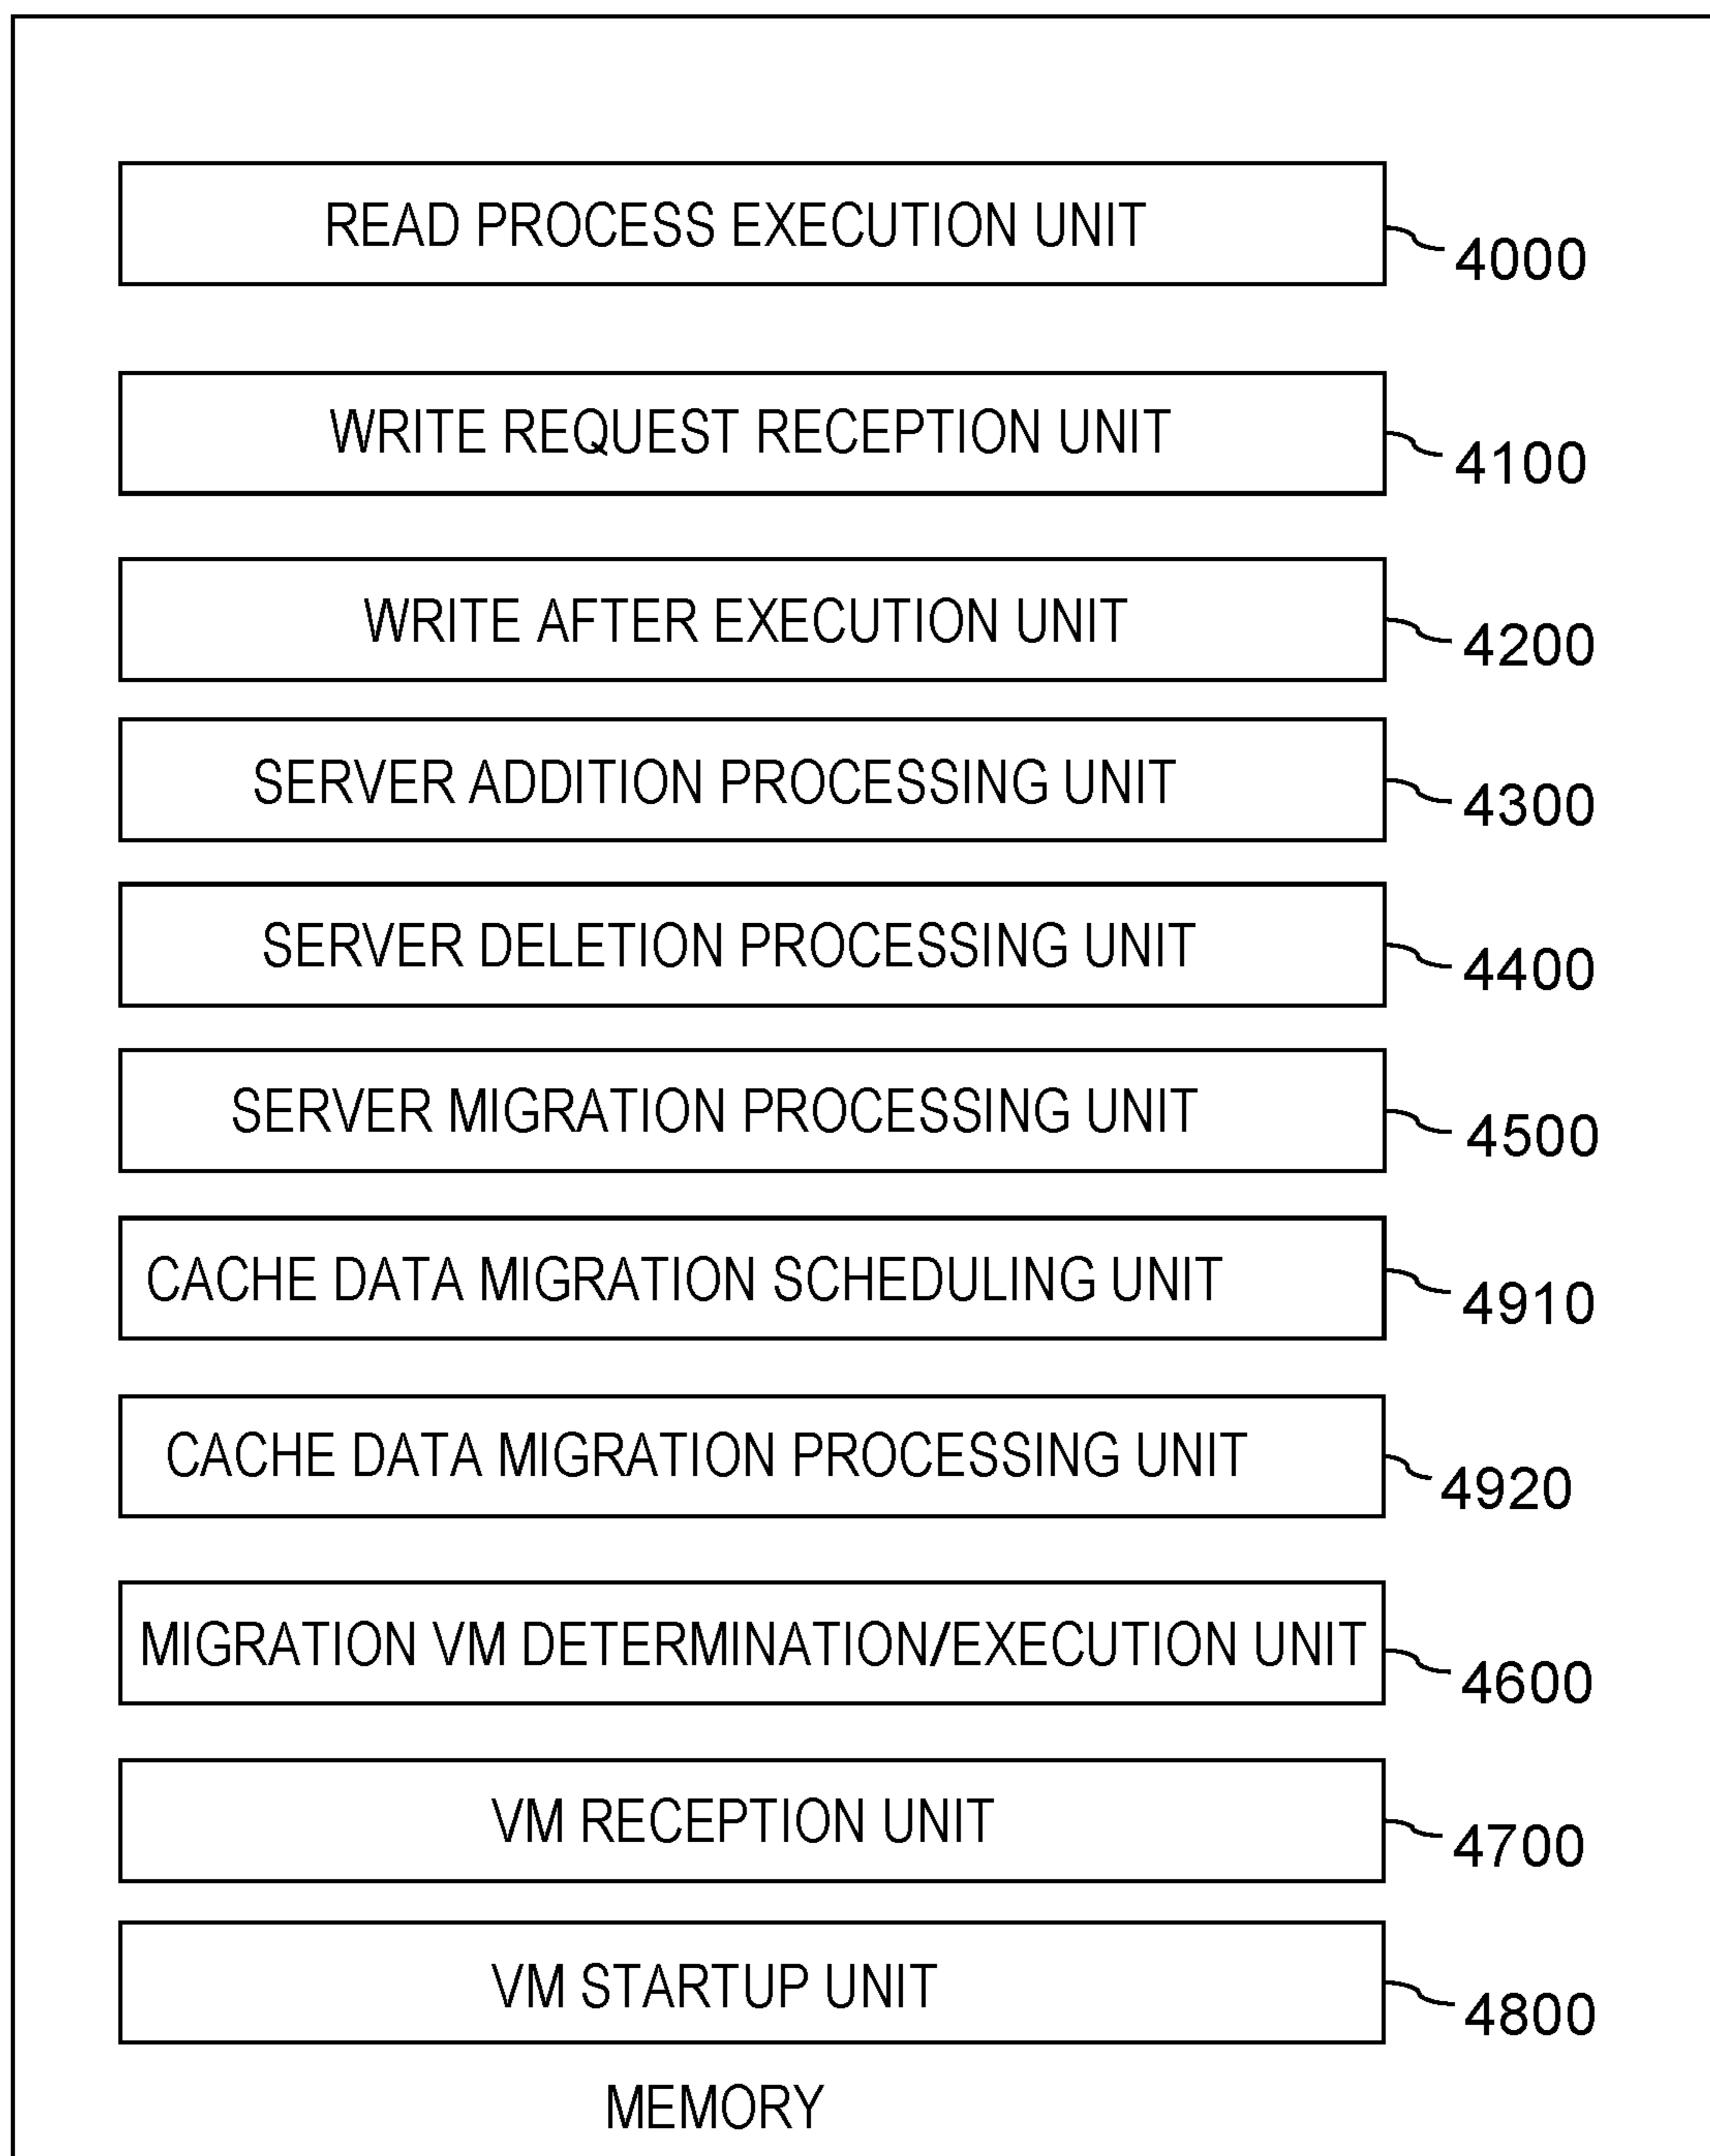 READ PROCESS EXECUTION UNIT
4000
WRITE REQUEST RECEPTION UNIT
4100
WRITE AFTER EXECUTION UNIT
4200
SERVER ADDITION PROCESSING UNIT
4300
SERVER DELETION PROCESSING UNIT
4400
SERVER MIGRATION PROCESSING UNIT
4500
CACHE DATA MIGRATION SCHEDULING UNIT
4910
CACHE DATA MIGRATION PROCESSING UNIT
4920
MIGRATION VM DETERMINATION/EXECUTION UNIT
4600
VM RECEPTION UNIT
4700
VM STARTUP UNIT
4800
MEMORY